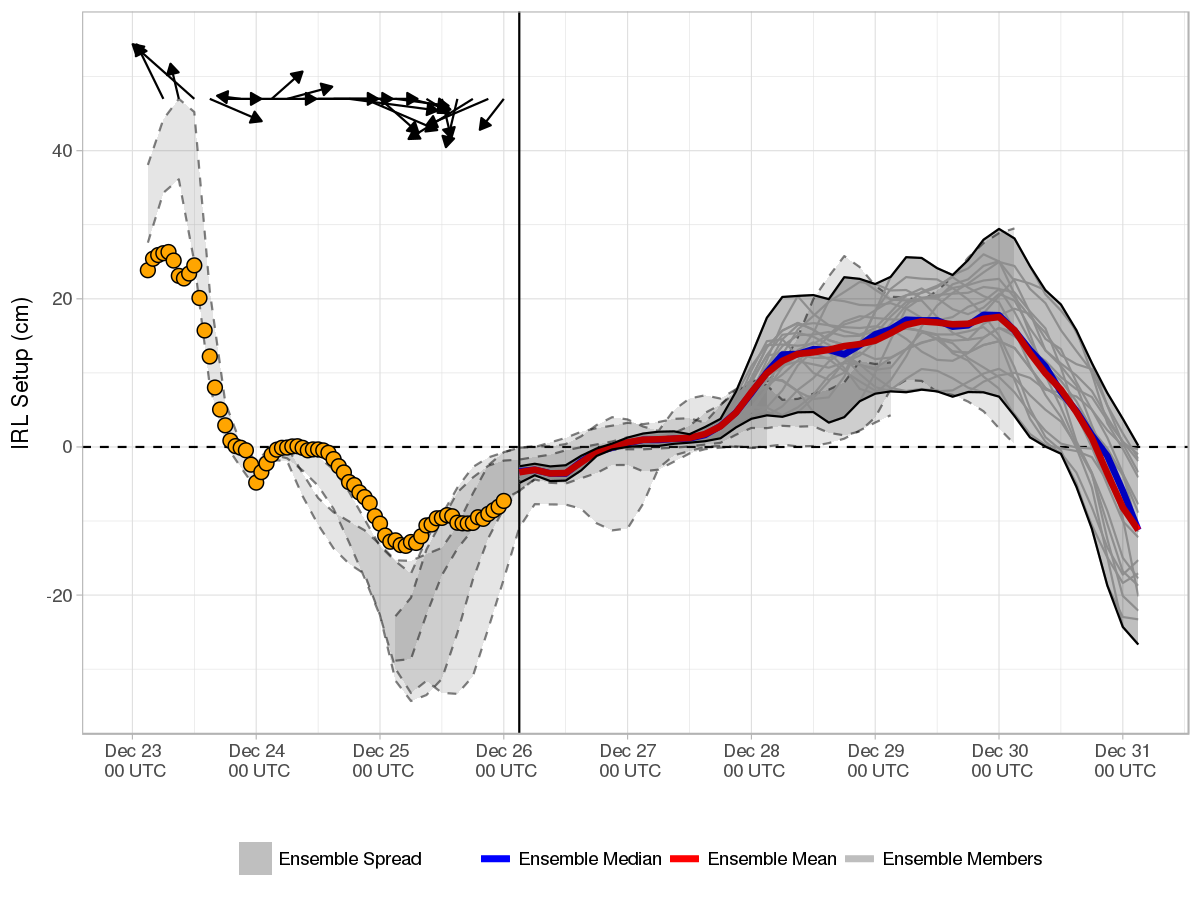 IRL Setup (cm)
40
20
0
-20
Dec 23
00 UTC
Dec 24
00 UTC
Dec 25
00 UTC
Dec 26
00 UTC
Dec 27
00 UTC
Dec 28
00 UTC
Dec 29
00 UTC
Dec 30
00 UTC
Dec 31
00 UTC
Ensemble Spread
Ensemble Median
Ensemble Mean
Ensemble Members